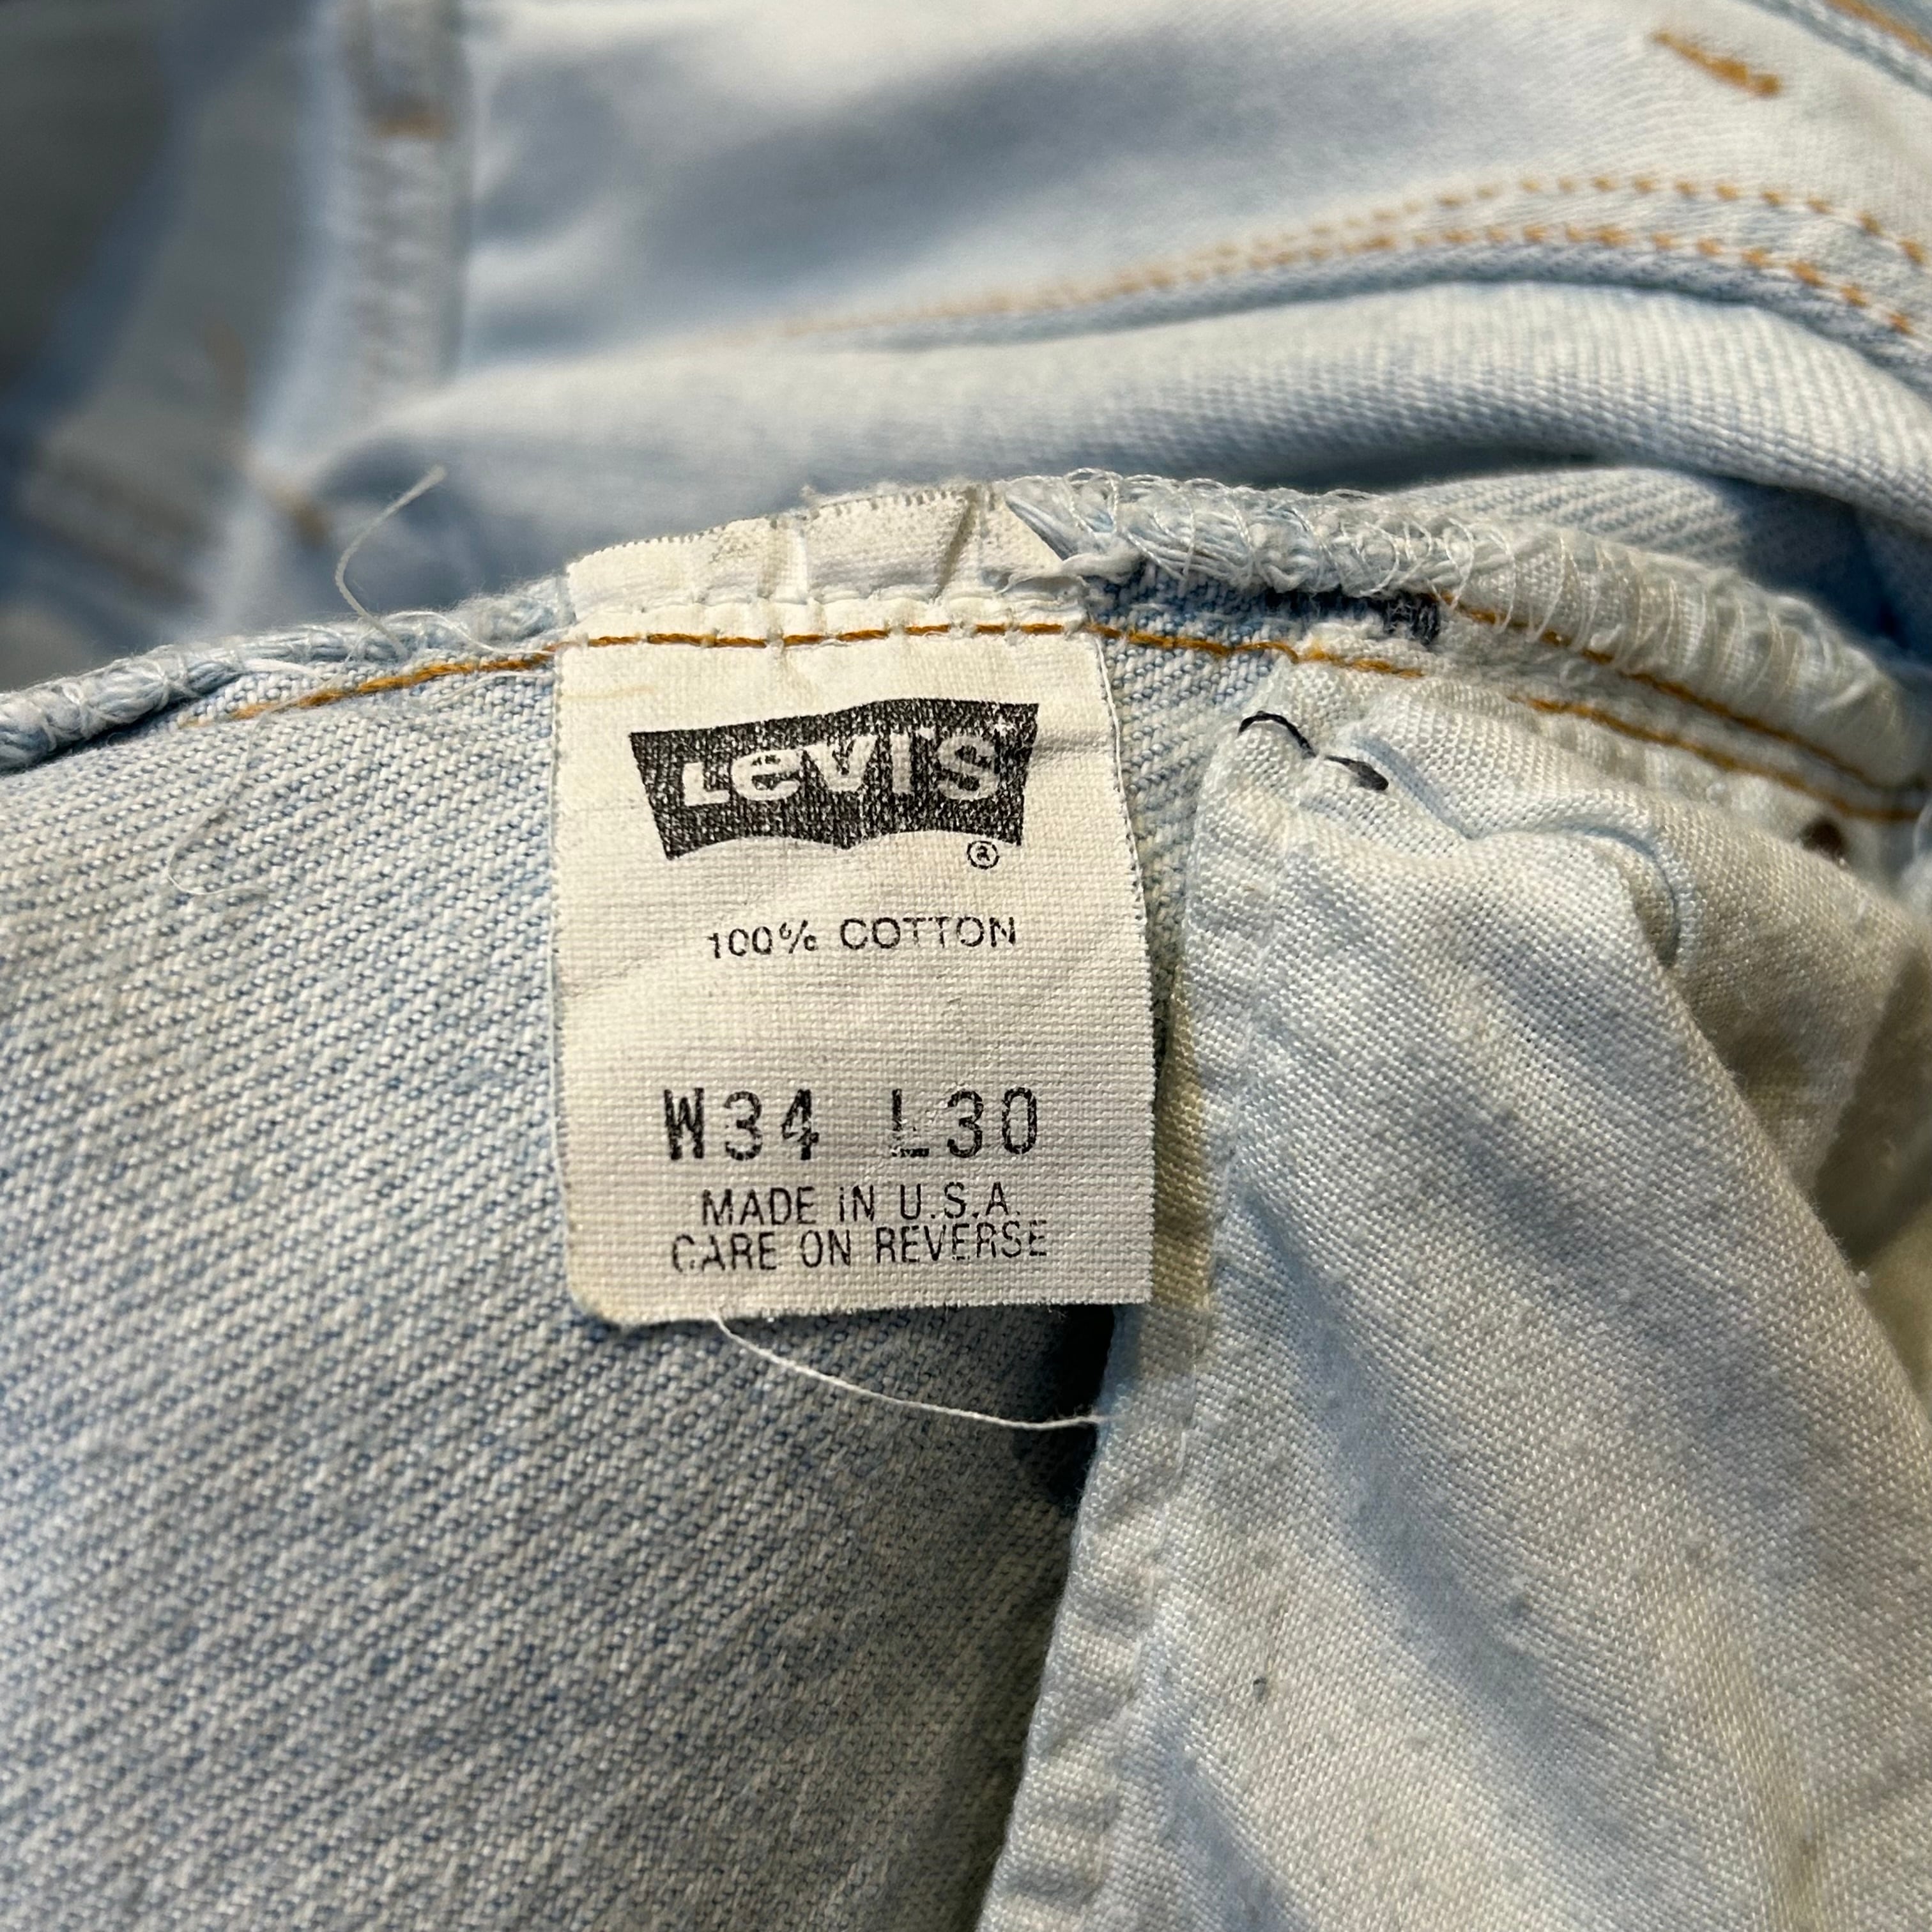 Levi's
®
100% COTTON
W34 L30
MADE IN U.S.A.
CARE ON REVERSE